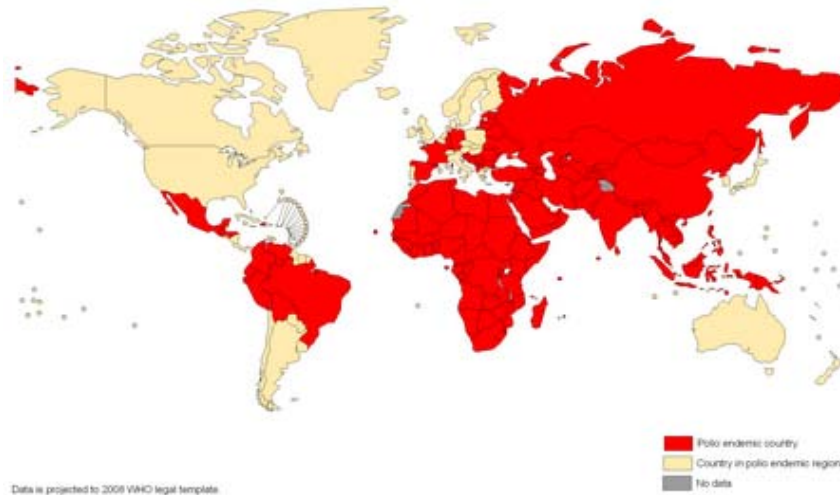 Polio endemic country
Country in polio endemic region
No data
Data is projected to 2008 WHO legal template